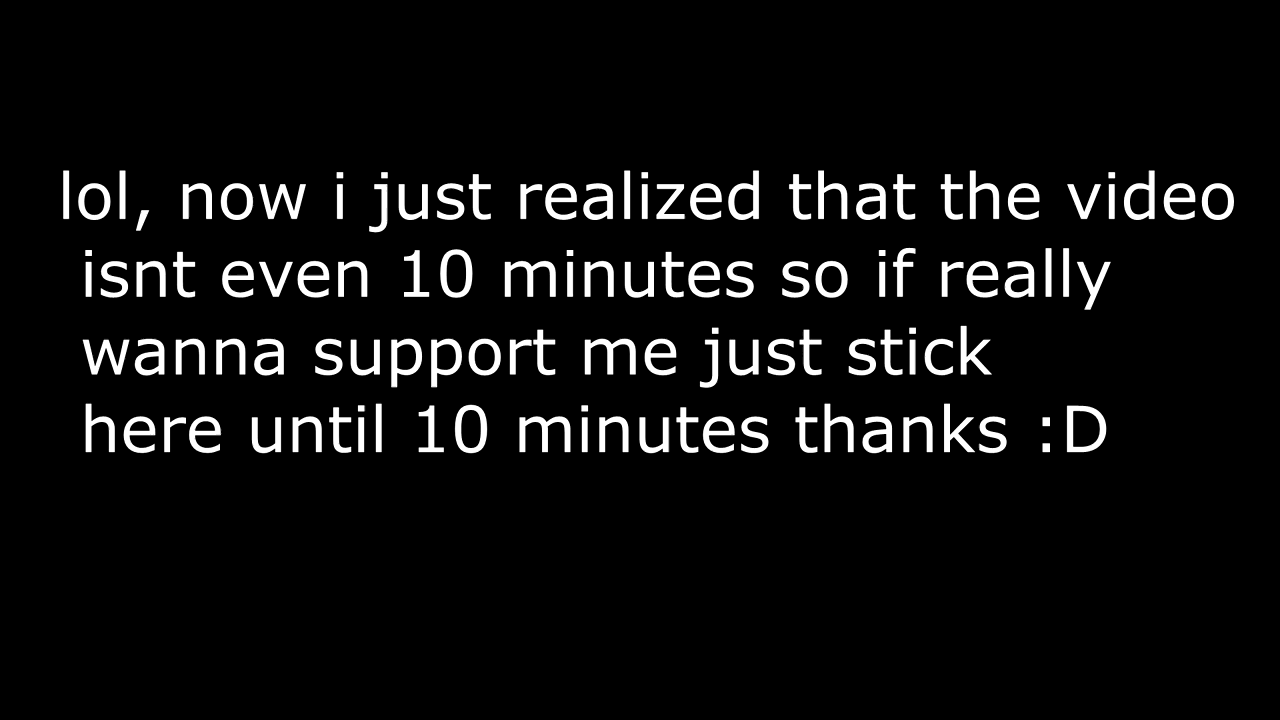 lol, now i just realized that the video
isnt even 10 minutes so if really
wanna support me just stick
here until 10 minutes thanks :D